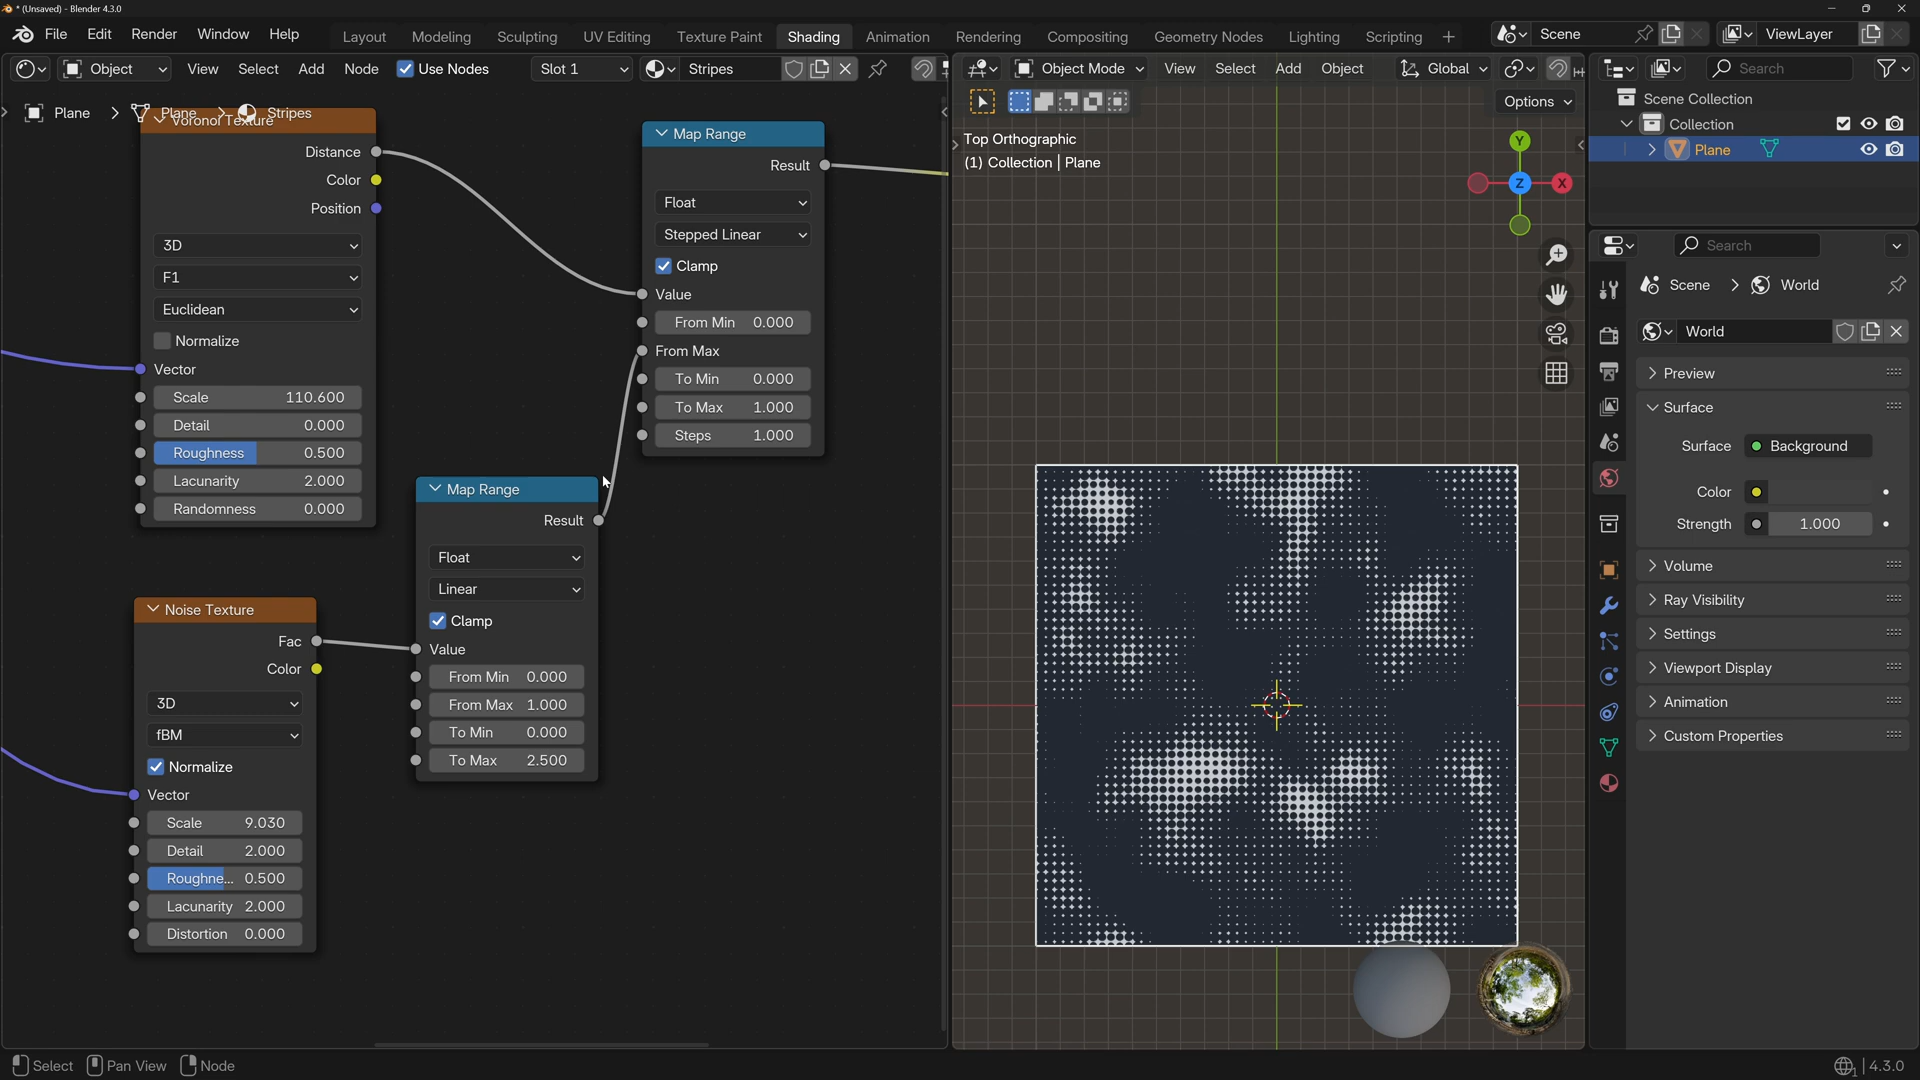 * (Unsaved) - Blender 4.3.0
File Edit Render Window Help
Layout Modeling Sculpting UV Editing Texture Paint Shading Animation Rendering Compositing Geometry Nodes Lighting Scripting +
Scene
ViewLayer
Object View Select Add Node Use Nodes Slot 1 Stripes
Plane > Plane > Stripes
Voronoi Texture
Distance
Color
Position
3D
F1
Euclidean
Normalize
Vector
Scale 110.600
Detail 0.000
Roughness 0.500
Lacunarity 2.000
Randomness 0.000
Noise Texture
Fac
Color
3D
fBM
Normalize
Vector
Scale 9.030
Detail 2.000
Roughne... 0.500
Lacunarity 2.000
Distortion 0.000
Map Range
Result
Float
Linear
Clamp
Value
From Min 0.000
From Max 1.000
To Min 0.000
To Max 2.500
Map Range
Result
Float
Stepped Linear
Clamp
Value
From Min 0.000
From Max
To Min 0.000
To Max 1.000
Steps 1.000
Object Mode View Select Add Object Global
Options
Top Orthographic
(1) Collection | Plane
Y
Z
X
Search
Scene Collection
Collection
Plane
Search
Scene > World
World
Preview
Surface
Surface Background
Color
Strength 1.000
Volume
Ray Visibility
Settings
Viewport Display
Animation
Custom Properties
Select Pan View Node
4.3.0